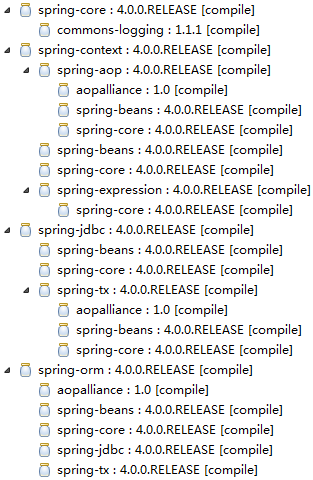 spring-core : 4.0.0.RELEASE [compile]
commons-logging : 1.1.1 [compile]
spring-context : 4.0.0.RELEASE [compile]
spring-aop : 4.0.0.RELEASE [compile]
aopalliance : 1.0 [compile]
spring-beans : 4.0.0.RELEASE [compile]
spring-core : 4.0.0.RELEASE [compile]
spring-beans : 4.0.0.RELEASE [compile]
spring-core : 4.0.0.RELEASE [compile]
spring-expression : 4.0.0.RELEASE [compile]
spring-core : 4.0.0.RELEASE [compile]
spring-jdbc : 4.0.0.RELEASE [compile]
spring-beans : 4.0.0.RELEASE [compile]
spring-core : 4.0.0.RELEASE [compile]
spring-tx : 4.0.0.RELEASE [compile]
aopalliance : 1.0 [compile]
spring-beans : 4.0.0.RELEASE [compile]
spring-core : 4.0.0.RELEASE [compile]
spring-orm : 4.0.0.RELEASE [compile]
aopalliance : 1.0 [compile]
spring-beans : 4.0.0.RELEASE [compile]
spring-core : 4.0.0.RELEASE [compile]
spring-jdbc : 4.0.0.RELEASE [compile]
spring-tx : 4.0.0.RELEASE [compile]